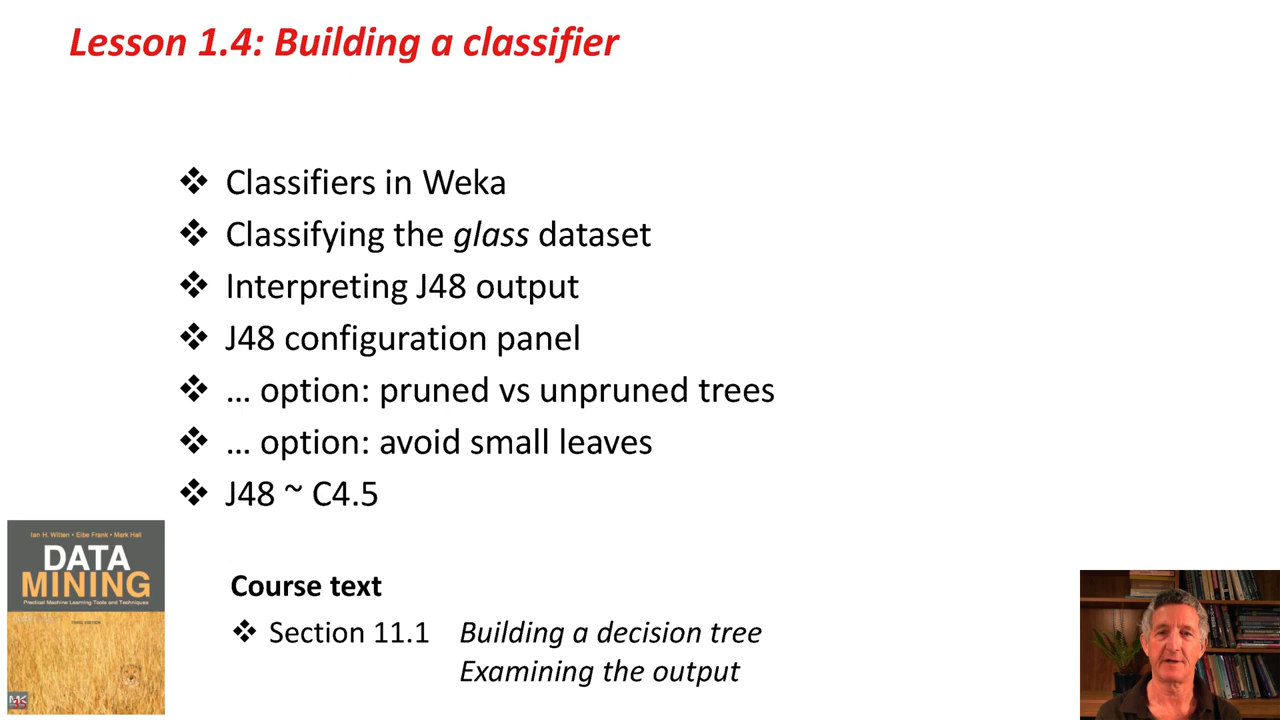 Lesson 1.4: Building a classifier
❖ Classifiers in Weka
❖ Classifying the glass dataset
❖ Interpreting J48 output
❖ J48 configuration panel
❖ … option: pruned vs unpruned trees
❖ … option: avoid small leaves
❖ J48 ~ C4.5
Ian H. Witten • Eibe Frank • Mark Hall
DATA
MINING
Practical Machine Learning Tools and Techniques
THIRD EDITION
Course text
❖ Section 11.1 Building a decision tree
Examining the output